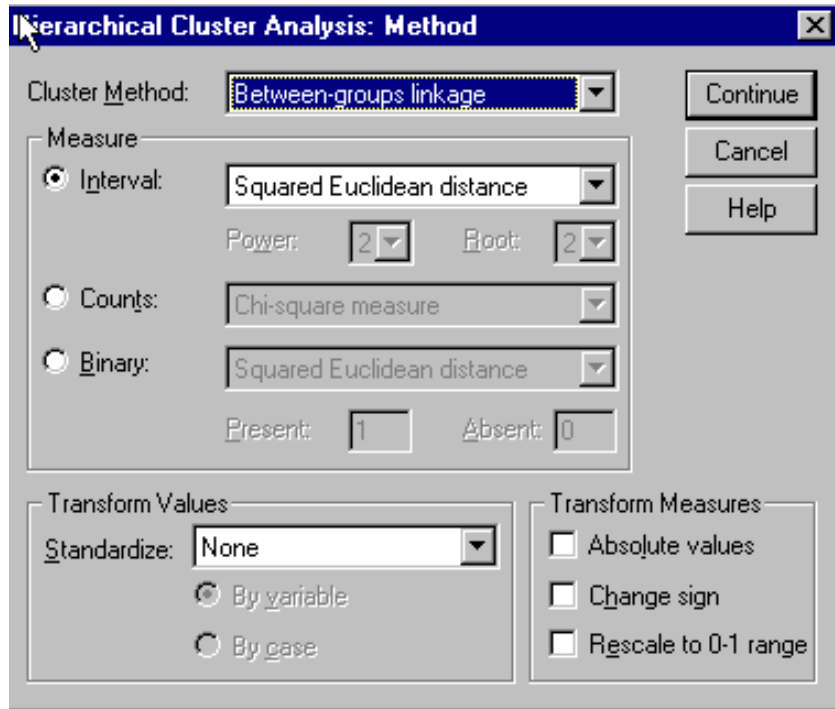 Hierarchical Cluster Analysis: Method
Cluster Method: Between-groups linkage
Continue
Cancel
Help
Measure
Interval: Squared Euclidean distance
Power: 2 Root: 2
Counts: Chi-square measure
Binary: Squared Euclidean distance
Present: 1 Absent: 0
Transform Values
Standardize: None
By variable
By case
Transform Measures
Absolute values
Change sign
Rescale to 0-1 range